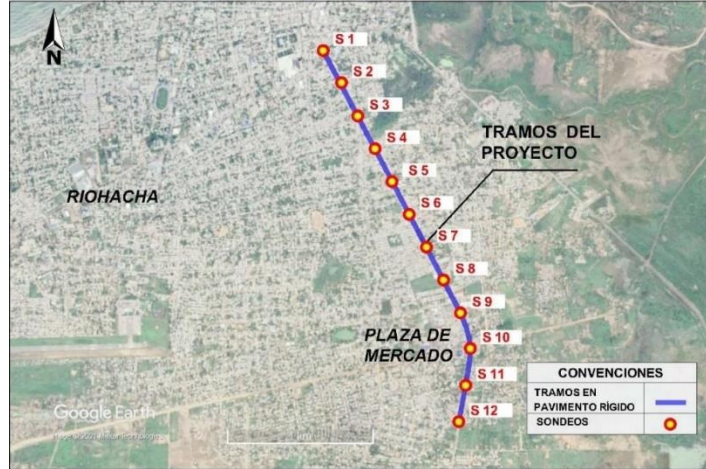 N
S 1
S 2
S 3
S 4
TRAMOS DEL
PROYECTO
S 5
RIOHACHA
S 6
S 7
S 8
S 9
PLAZA DE
MERCADO
S 10
S 11
S 12
CONVENCIONES
TRAMOS EN
PAVIMENTO RÍGIDO
SONDEOS
Google Earth